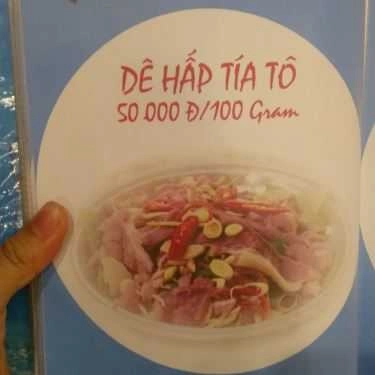 DÊ HẤP TÍA TÔ
50.000 Đ/100 Gram